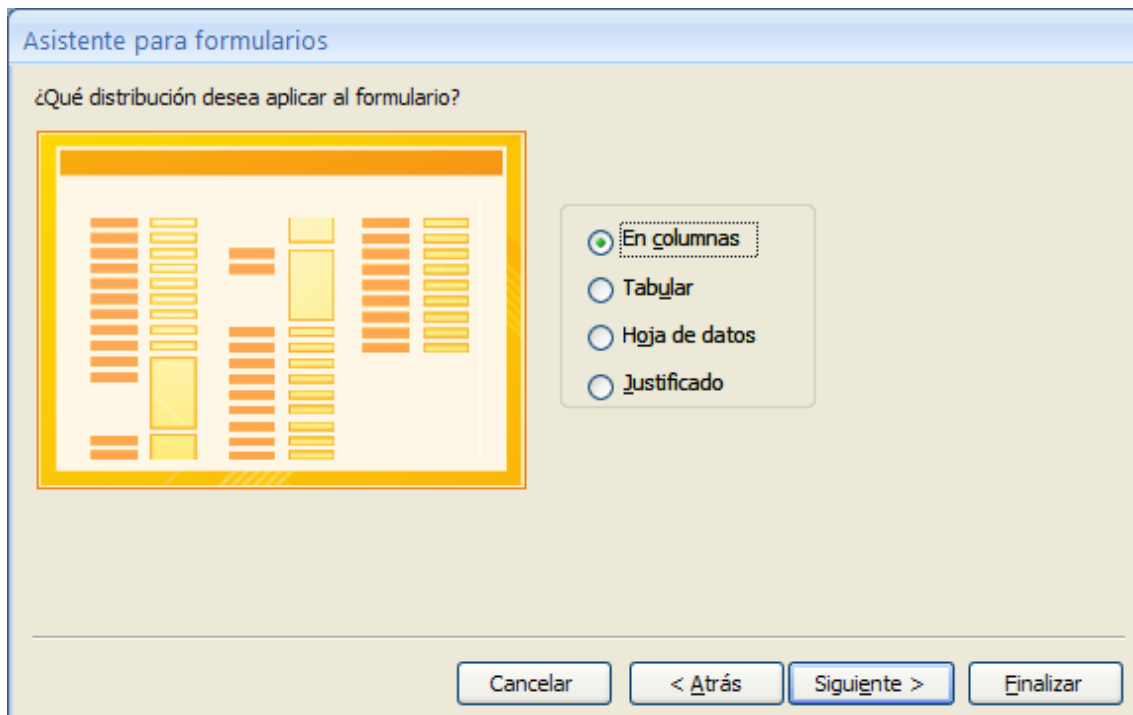 Asistente para formularios
¿Qué distribución desea aplicar al formulario?
En columnas
Tabular
Hoja de datos
Justificado
Cancelar
< Atrás
Siguiente >
Finalizar